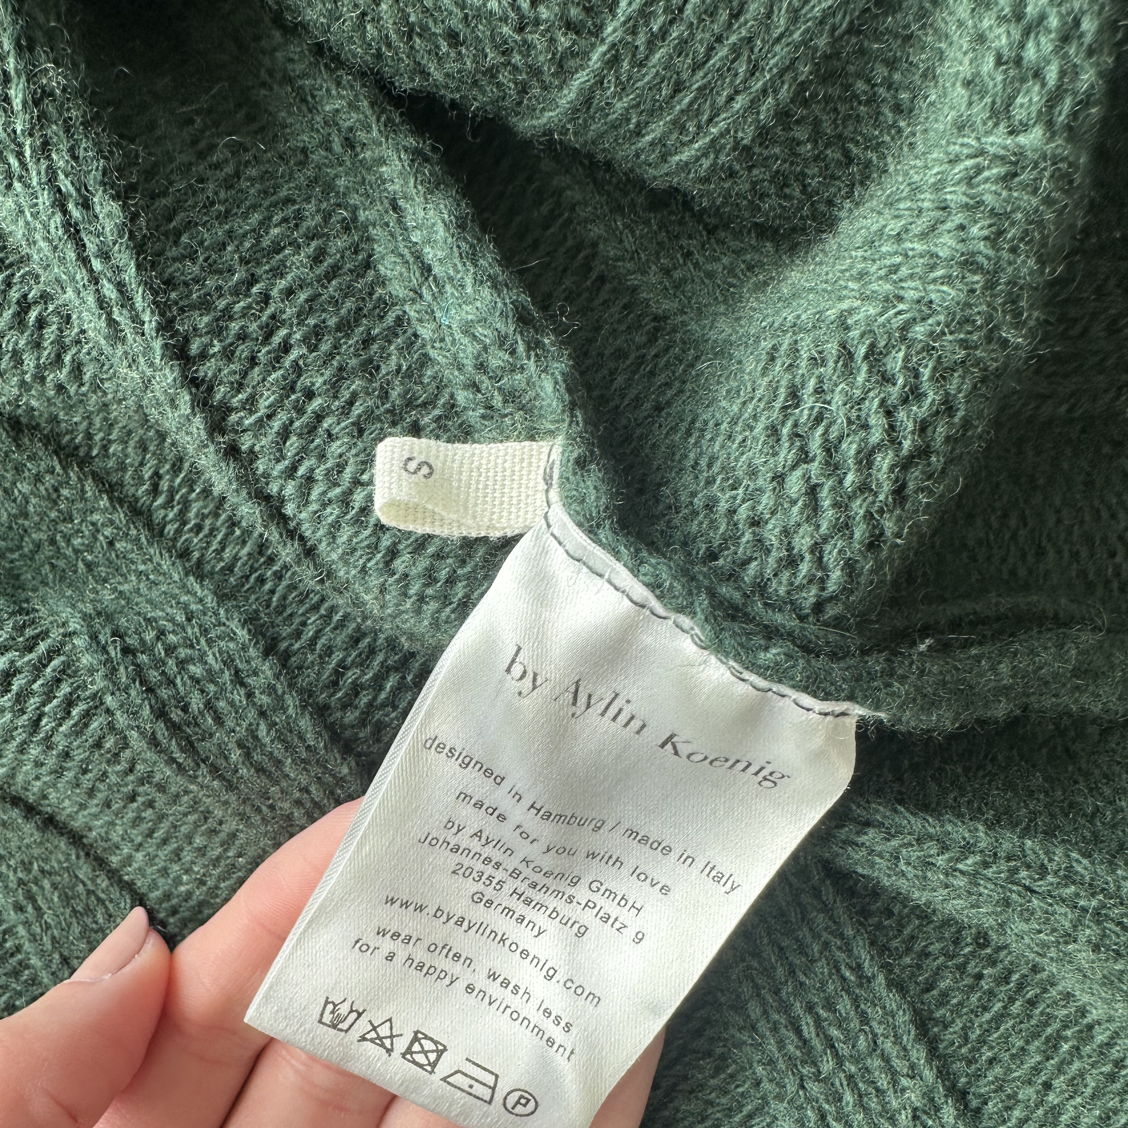 S
by Aylin Koenig
designed in Hamburg / made in Italy
made for you with love
by Aylin Koenig GmbH
Johannes-Brahms-Platz 9
20355 Hamburg
Germany
www.byaylinkoenig.com
wear often, wash less
for a happy environment
P